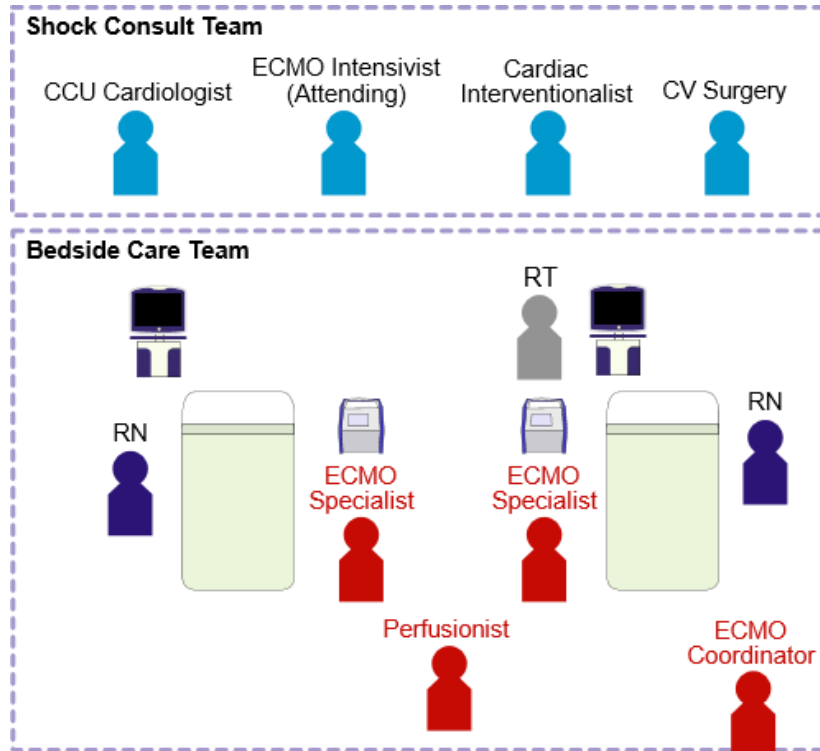 Shock Consult Team
CCU Cardiologist
ECMO Intensivist
(Attending)
Cardiac
Interventionalist
CV Surgery
Bedside Care Team
RT
RN
RN
ECMO
Specialist
ECMO
Specialist
Perfusionist
ECMO
Coordinator